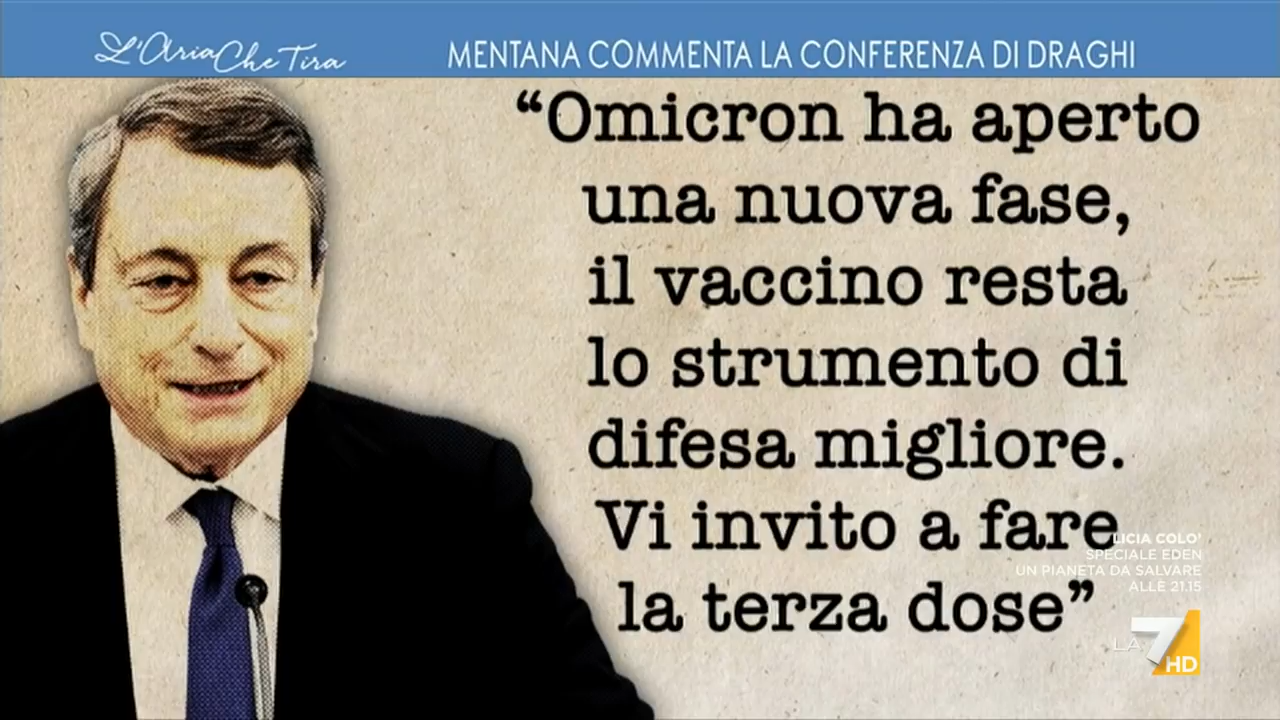 L'Aria Che Tira
MENTANA COMMENTA LA CONFERENZA DI DRAGHI
“Omicron ha aperto
una nuova fase,
il vaccino resta
lo strumento di
difesa migliore.
Vi invito a fare
la terza dose”
LICIA COLO'
SPECIALE EDEN
UN PIANETA DA SALVARE
ALLE 21.15
LA 7
HD